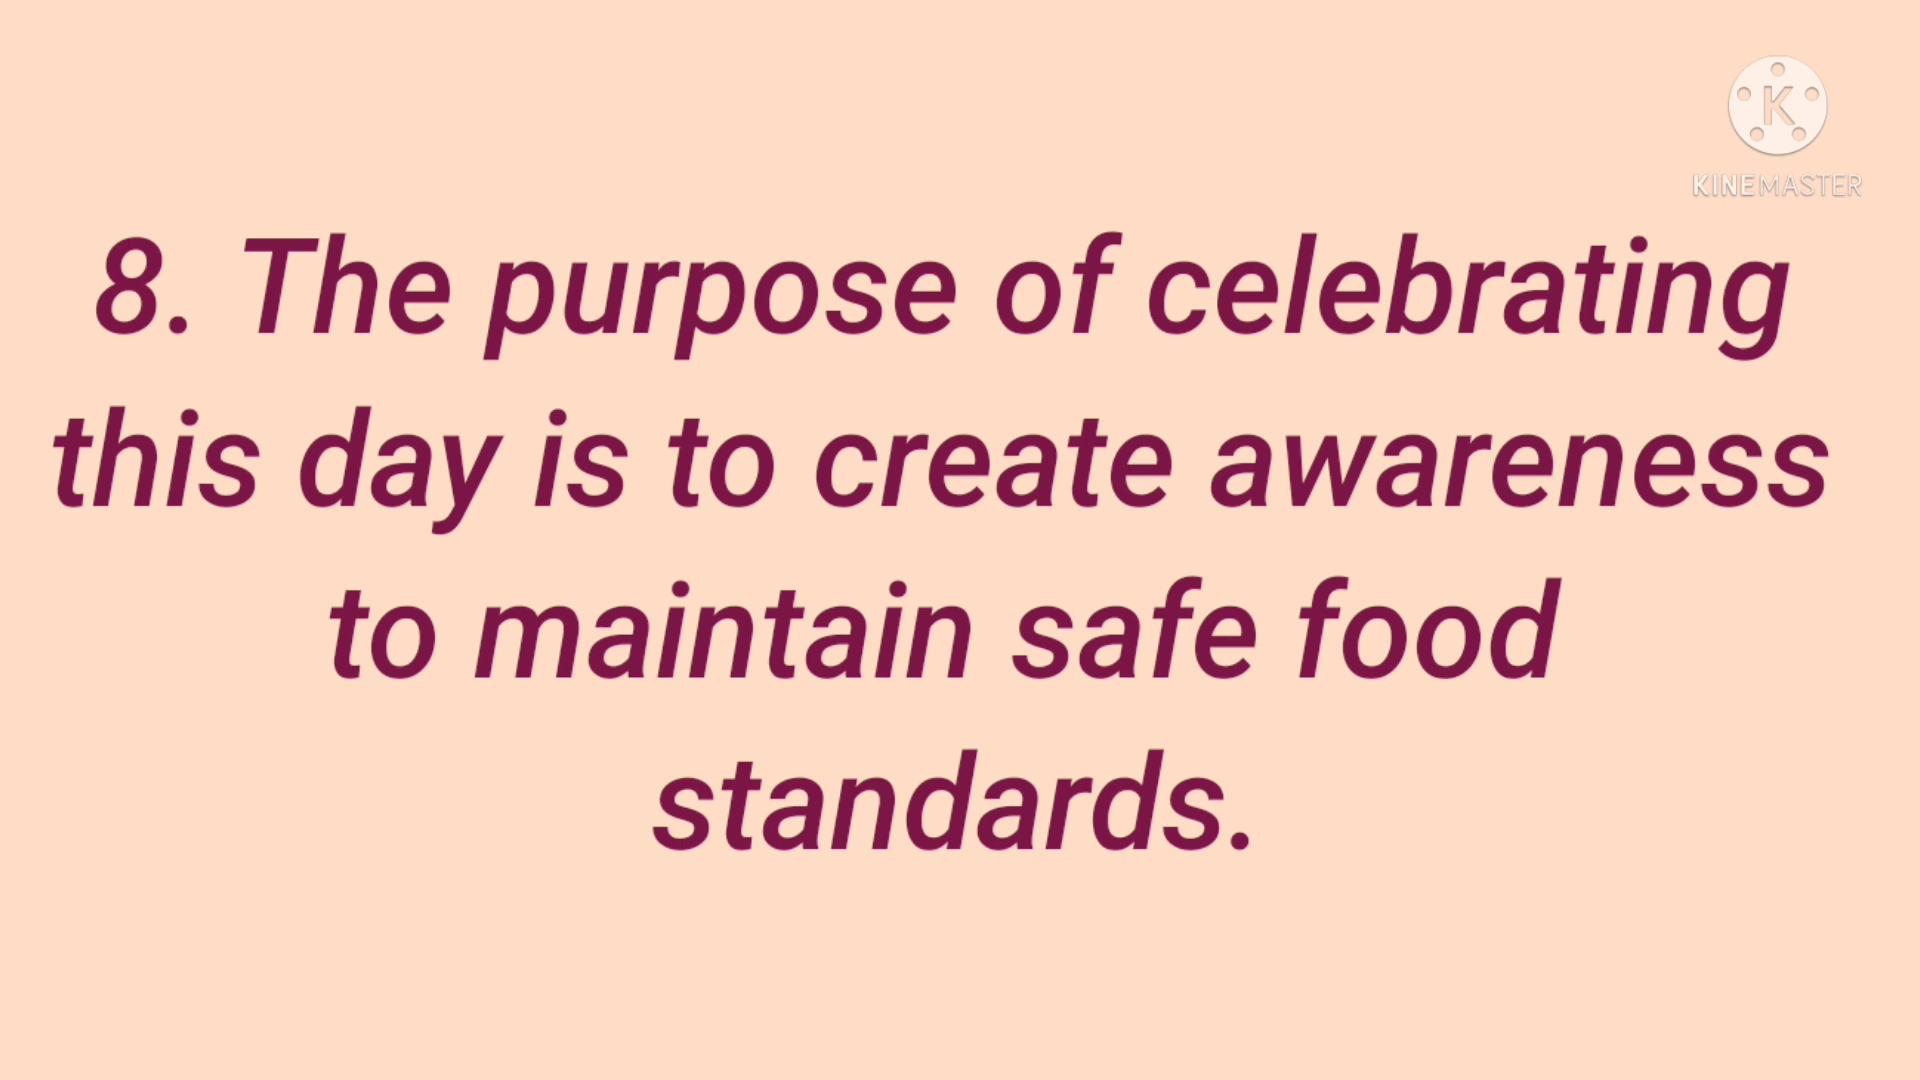 K
KINEMASTER
8. The purpose of celebrating
this day is to create awareness
to maintain safe food
standards.